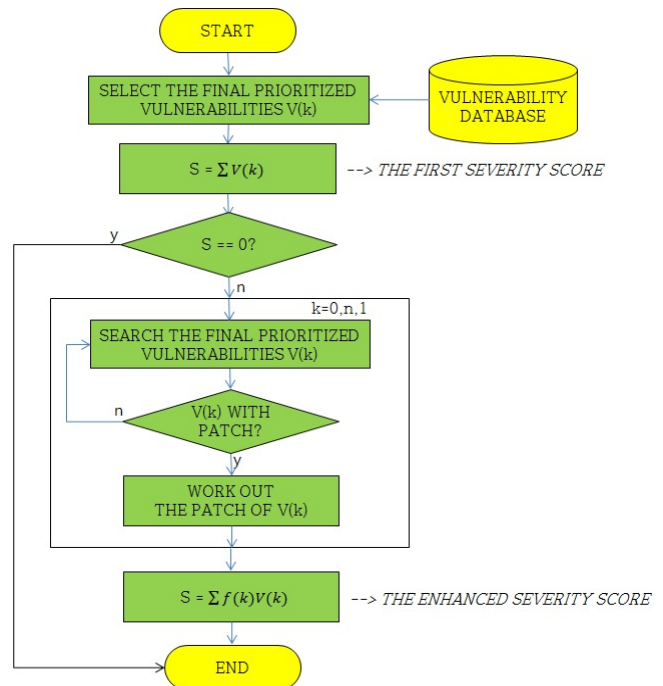 START
SELECT THE FINAL PRIORITIZED
VULNERABILITIES V(k)
VULNERABILITY
DATABASE
S = ∑ V(k)
--> THE FIRST SEVERITY SCORE
S == 0?
y
n
k=0,n,1
SEARCH THE FINAL PRIORITIZED
VULNERABILITIES V(k)
V(k) WITH
PATCH?
n
y
WORK OUT
THE PATCH OF V(k)
S = ∑ f(k)V(k)
--> THE ENHANCED SEVERITY SCORE
END